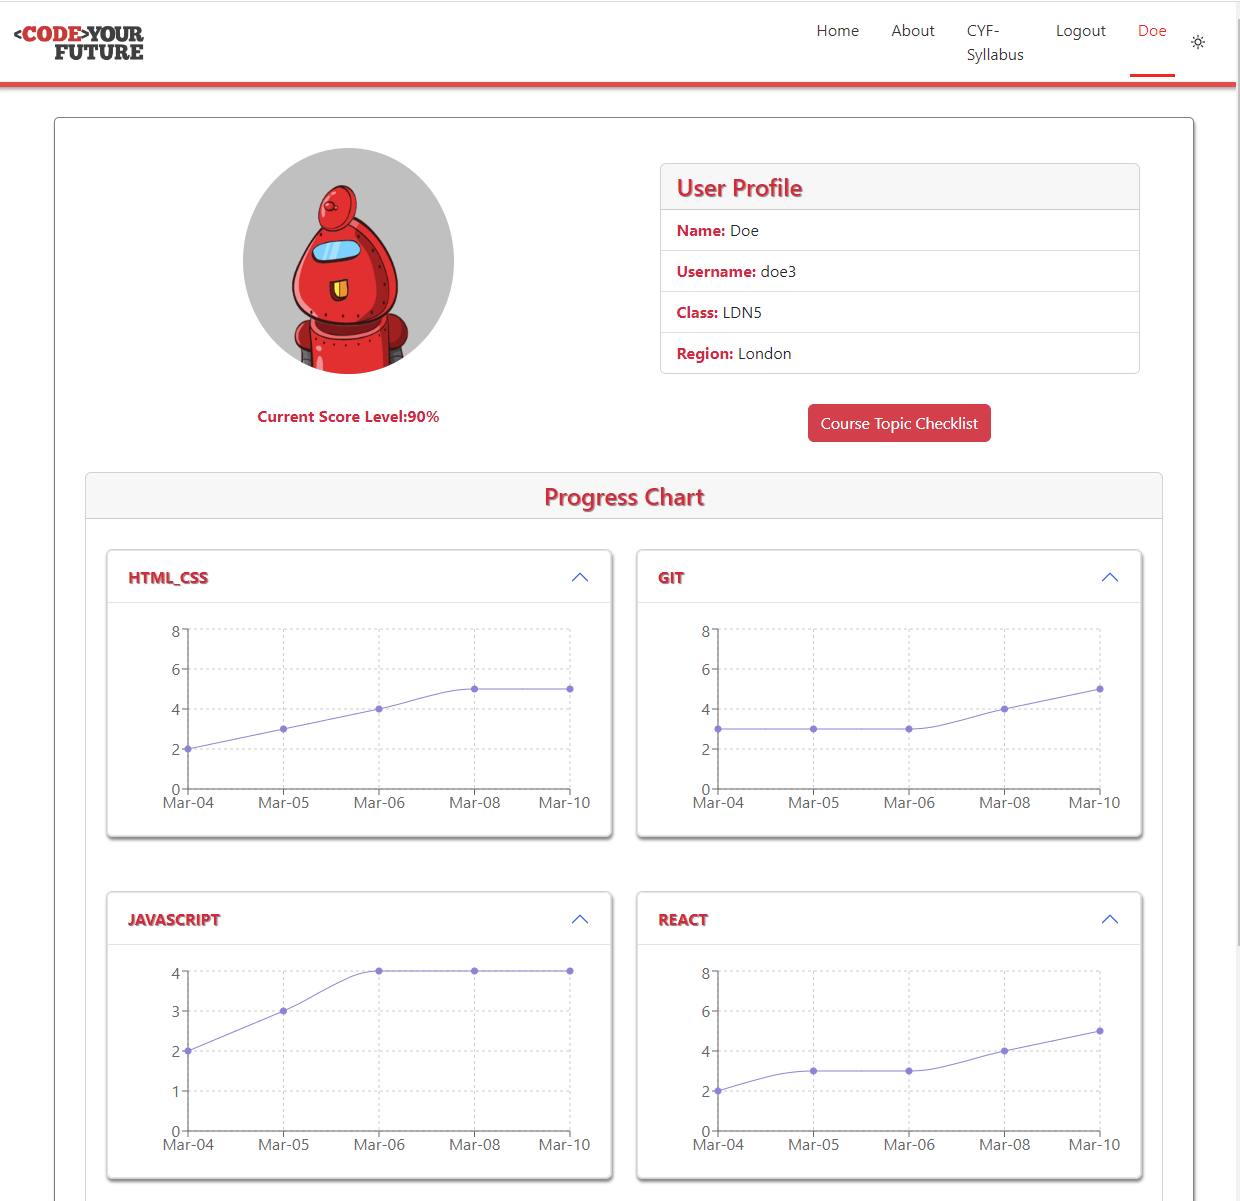 <CODE>YOUR
FUTURE
Home
About
CYF-
Syllabus
Logout
Doe
User Profile
Name: Doe
Username: doe3
Class: LDN5
Region: London
Current Score Level:90%
Course Topic Checklist
Progress Chart
HTML_CSS
8
6
4
2
0
Mar-04 Mar-05 Mar-06 Mar-08 Mar-10
GIT
8
6
4
2
0
Mar-04 Mar-05 Mar-06 Mar-08 Mar-10
JAVASCRIPT
4
3
2
1
0
Mar-04 Mar-05 Mar-06 Mar-08 Mar-10
REACT
8
6
4
2
0
Mar-04 Mar-05 Mar-06 Mar-08 Mar-10